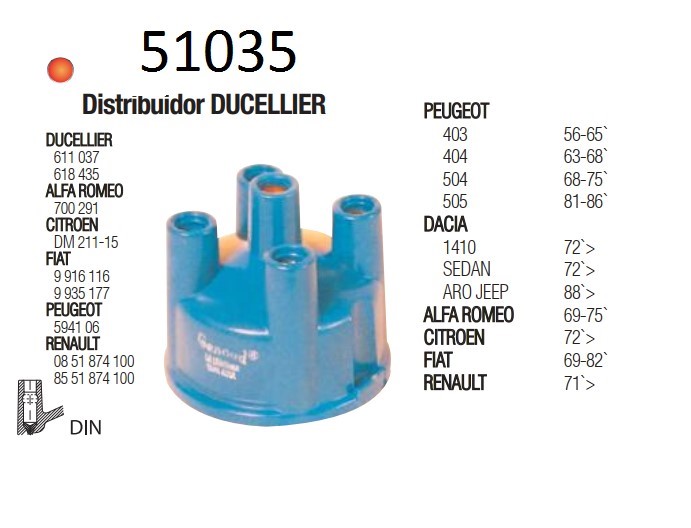 51035
Distribuídor DUCELLIER
DUCELLIER
611 037
618 435
ALFA ROMEO
700 291
CITROEN
DM 211-15
FIAT
9 916 116
9 935 177
PEUGEOT
5941 06
RENAULT
08 51 874 100
85 51 874 100
DIN
PEUGEOT
403 56-65`
404 63-68`
504 68-75`
505 81-86`
DACIA
1410 72`>
SEDAN 72`>
ARO JEEP 88`>
ALFA ROMEO 69-75`
CITROEN 72`>
FIAT 69-82`
RENAULT 71`>